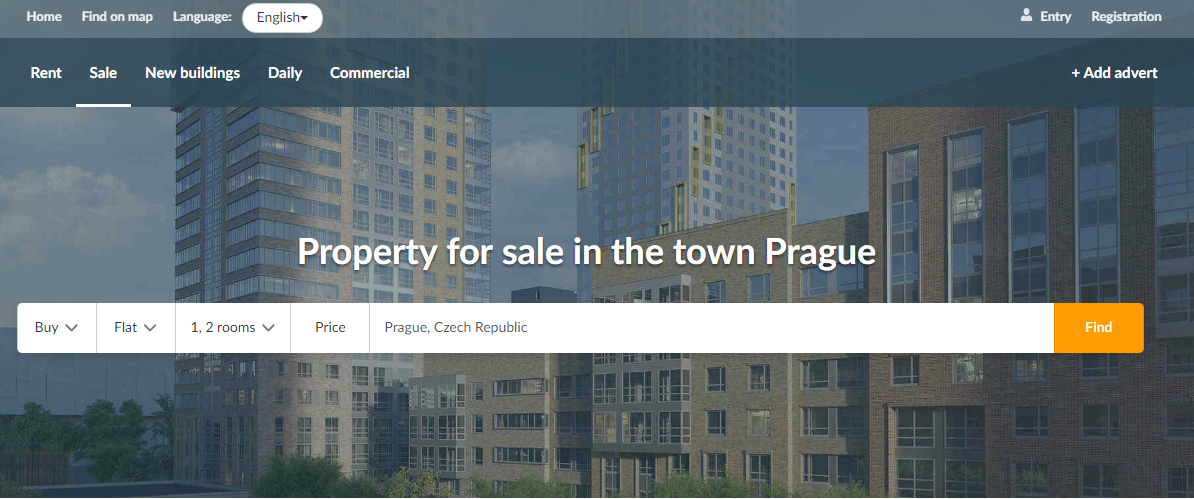 Home Find on map Language: English Entry Registration
Rent Sale New buildings Daily Commercial + Add advert
Property for sale in the town Prague
Buy Flat 1, 2 rooms Price Prague, Czech Republic Find